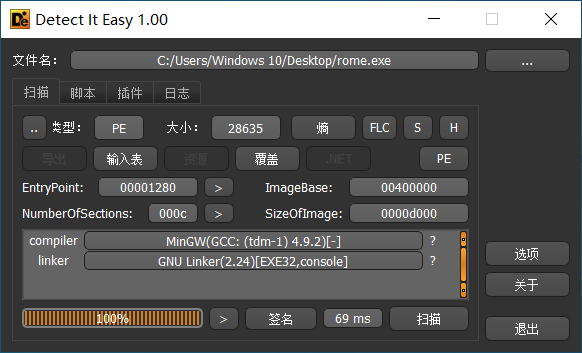 Detect It Easy 1.00
文件名: C:/Users/Windows 10/Desktop/rome.exe ...
扫描 脚本 插件 日志
.. 类型: PE 大小: 28635 熵 FLC S H
导出 输入表 资源 覆盖 .NET PE
EntryPoint: 00001280 > ImageBase: 00400000
NumberOfSections: 000c > SizeOfImage: 0000d000
compiler MinGW(GCC: (tdm-1) 4.9.2)[-] ?
linker GNU Linker(2.24)[EXE32,console] ?
选项
关于
100% > 签名 69 ms 扫描
退出